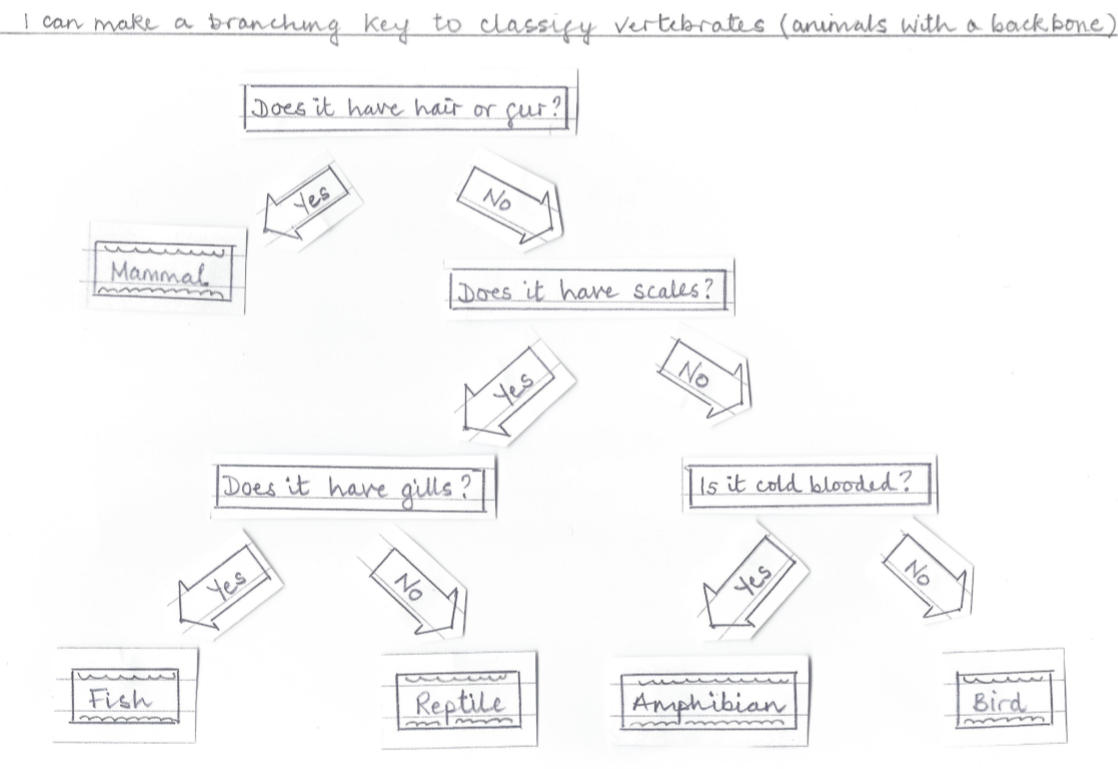 I can make a branching key to classify vertebrates (animals with a backbone)
Does it have hair or fur?
Yes
No
Mammal
Does it have scales?
Yes
No
Does it have gills?
Is it cold blooded?
Yes
No
Yes
No
Fish
Reptile
Amphibian
Bird